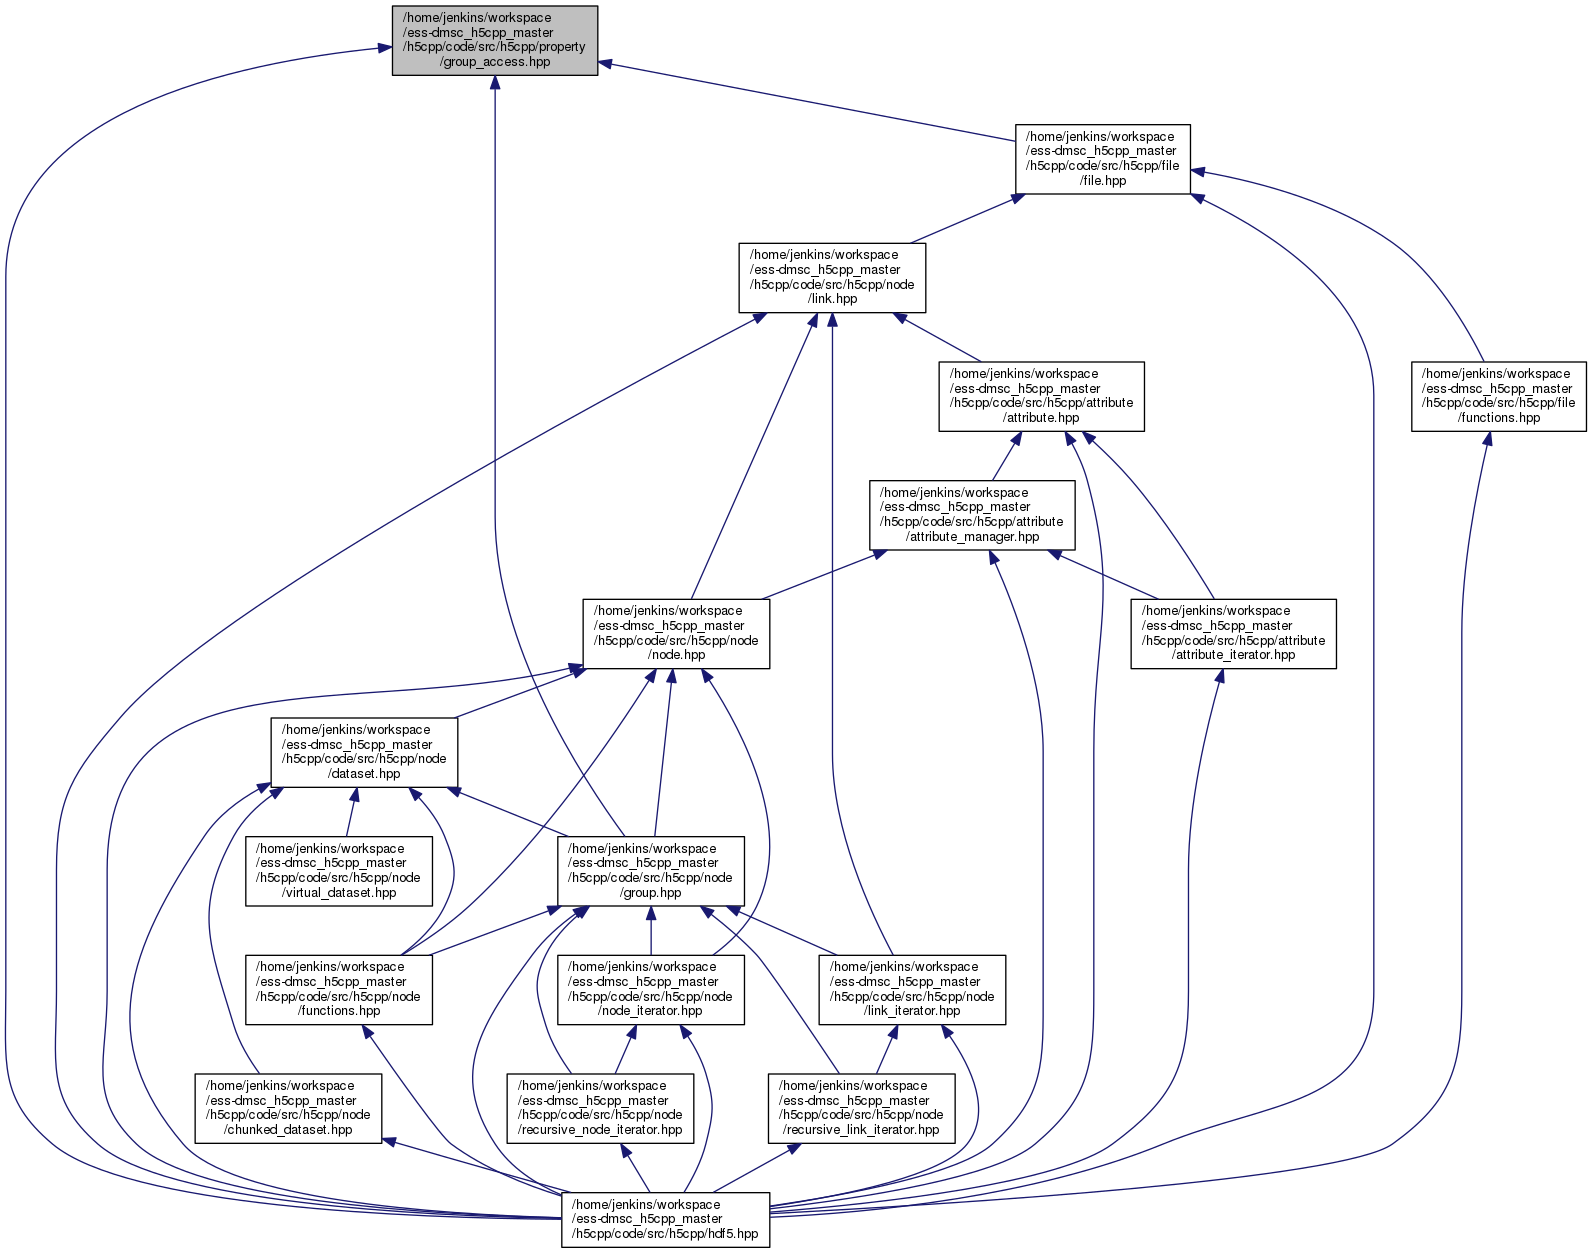 /home/jenkins/workspace
/ess-dmsc_h5cpp_master
/h5cpp/code/src/h5cpp/property
/group_access.hpp
/home/jenkins/workspace
/ess-dmsc_h5cpp_master
/h5cpp/code/src/h5cpp/file
/file.hpp
/home/jenkins/workspace
/ess-dmsc_h5cpp_master
/h5cpp/code/src/h5cpp/node
/link.hpp
/home/jenkins/workspace
/ess-dmsc_h5cpp_master
/h5cpp/code/src/h5cpp/attribute
/attribute.hpp
/home/jenkins/workspace
/ess-dmsc_h5cpp_master
/h5cpp/code/src/h5cpp/file
/functions.hpp
/home/jenkins/workspace
/ess-dmsc_h5cpp_master
/h5cpp/code/src/h5cpp/attribute
/attribute_manager.hpp
/home/jenkins/workspace
/ess-dmsc_h5cpp_master
/h5cpp/code/src/h5cpp/node
/node.hpp
/home/jenkins/workspace
/ess-dmsc_h5cpp_master
/h5cpp/code/src/h5cpp/attribute
/attribute_iterator.hpp
/home/jenkins/workspace
/ess-dmsc_h5cpp_master
/h5cpp/code/src/h5cpp/node
/dataset.hpp
/home/jenkins/workspace
/ess-dmsc_h5cpp_master
/h5cpp/code/src/h5cpp/node
/virtual_dataset.hpp
/home/jenkins/workspace
/ess-dmsc_h5cpp_master
/h5cpp/code/src/h5cpp/node
/group.hpp
/home/jenkins/workspace
/ess-dmsc_h5cpp_master
/h5cpp/code/src/h5cpp/node
/functions.hpp
/home/jenkins/workspace
/ess-dmsc_h5cpp_master
/h5cpp/code/src/h5cpp/node
/node_iterator.hpp
/home/jenkins/workspace
/ess-dmsc_h5cpp_master
/h5cpp/code/src/h5cpp/node
/link_iterator.hpp
/home/jenkins/workspace
/ess-dmsc_h5cpp_master
/h5cpp/code/src/h5cpp/node
/chunked_dataset.hpp
/home/jenkins/workspace
/ess-dmsc_h5cpp_master
/h5cpp/code/src/h5cpp/node
/recursive_node_iterator.hpp
/home/jenkins/workspace
/ess-dmsc_h5cpp_master
/h5cpp/code/src/h5cpp/node
/recursive_link_iterator.hpp
/home/jenkins/workspace
/ess-dmsc_h5cpp_master
/h5cpp/code/src/h5cpp/hdf5.hpp